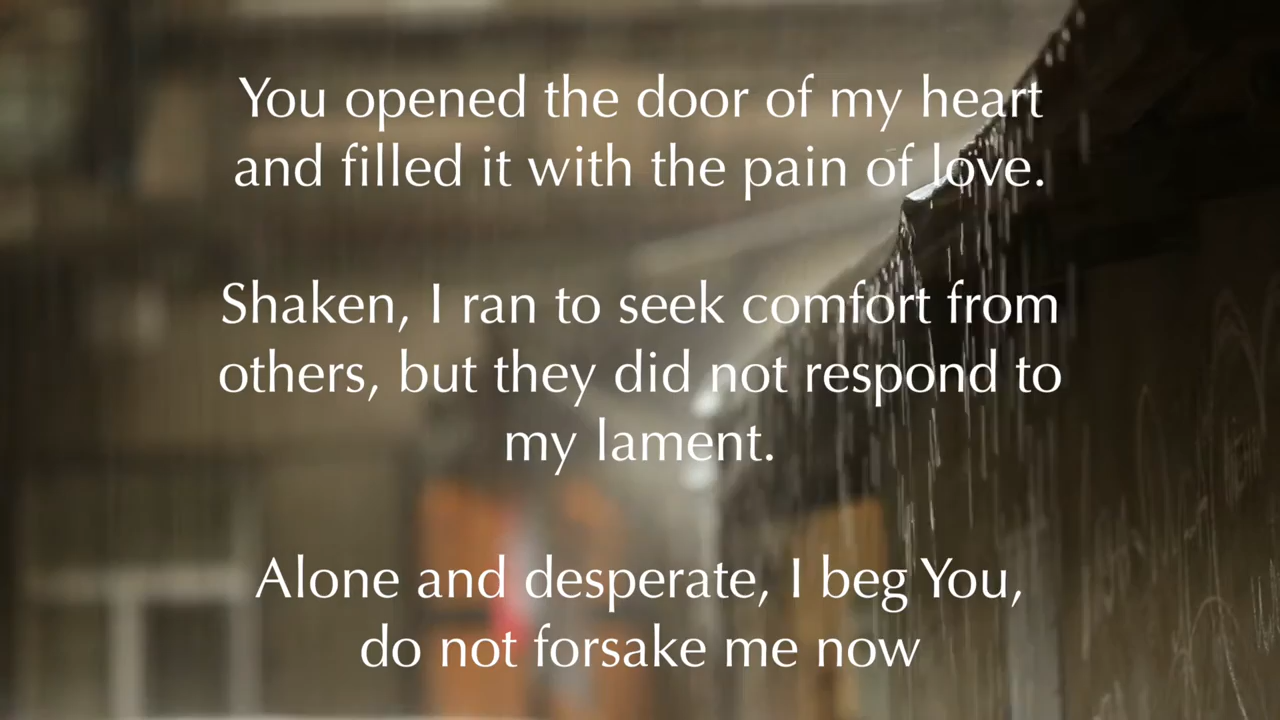 You opened the door of my heart
and filled it with the pain of love.
Shaken, I ran to seek comfort from
others, but they did not respond to
my lament.
Alone and desperate, I beg You,
do not forsake me now